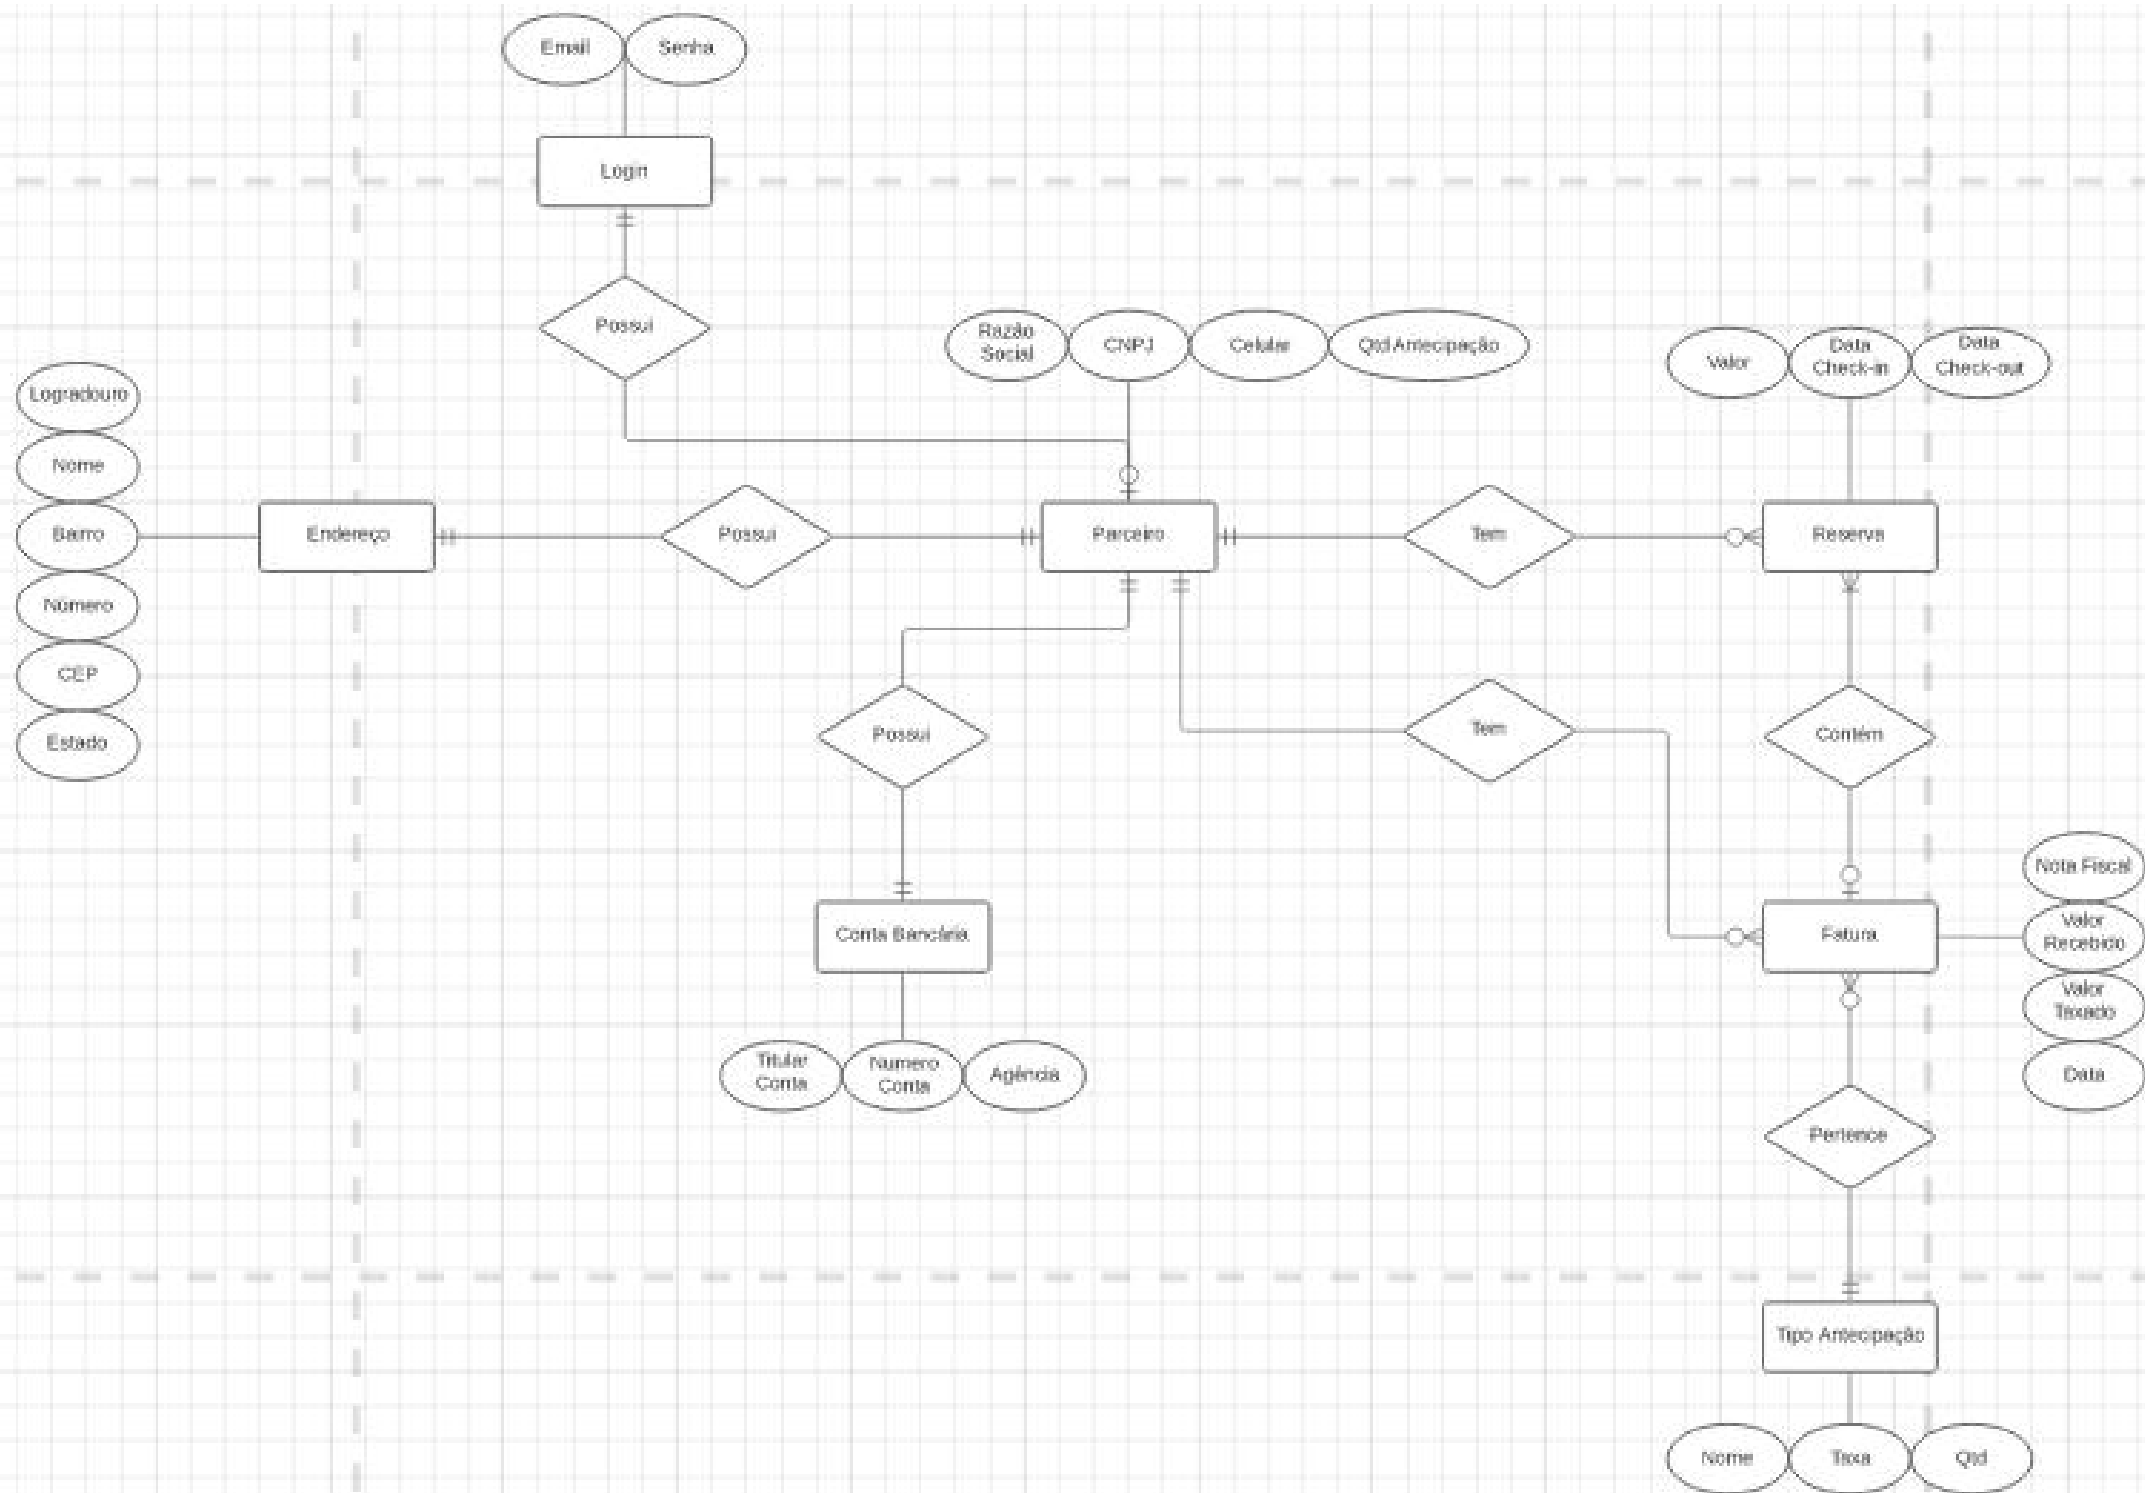 Email
Senha
Login
Possui
Razão
Social
CNPJ
Celular
Qtd Antecipação
Valor
Data
Check-in
Data
Check-out
Logradouro
Nome
Bairro
Número
CEP
Estado
Endereço
Possui
Parceiro
Tem
Reserva
Possui
Tem
Contém
Conta Bancária
Fatura
Nota Fiscal
Valor
Recebido
Valor
Taxado
Data
Titular
Conta
Numero
Conta
Agência
Pertence
Tipo Antecipação
Nome
Taxa
Qtd